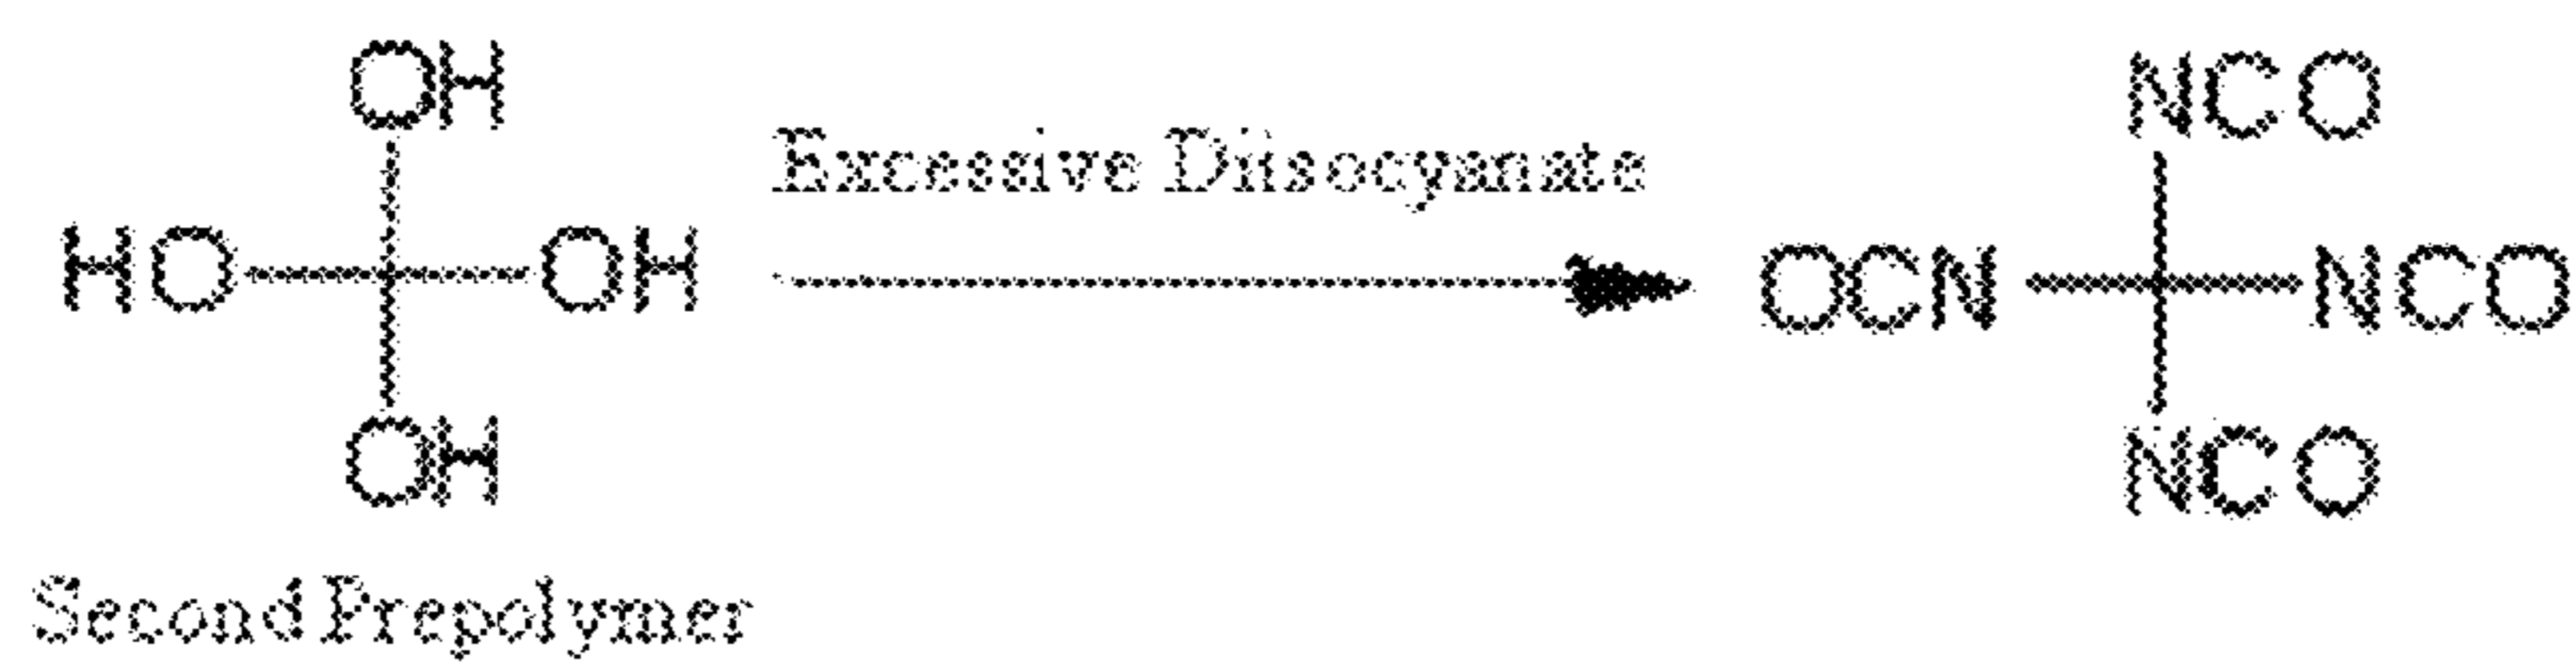 OH
NCO
Excessive Diisocyanate
HO OH
OCN NCO
OH
NCO
Second Prepolymer